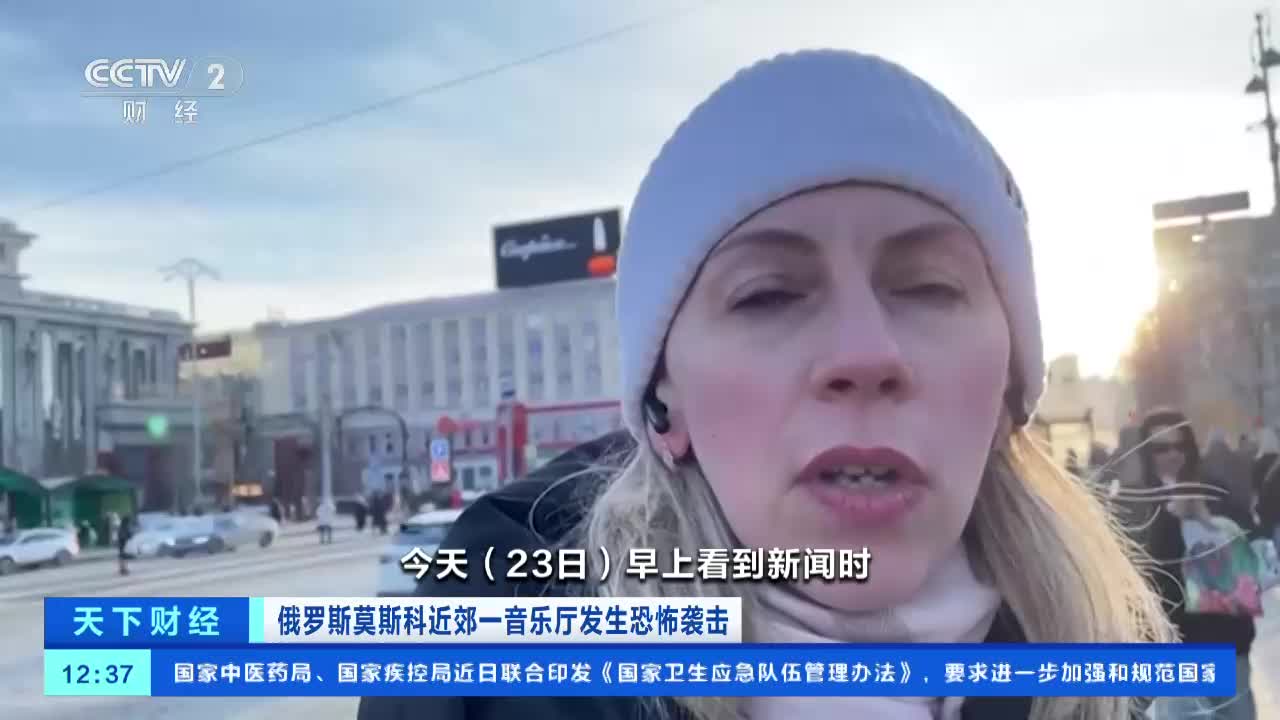 CCTV 2
财 经
今天（23日）早上看到新闻时
天下财经
俄罗斯莫斯科近郊一音乐厅发生恐怖袭击
12:37
国家中医药局、国家疾控局近日联合印发《国家卫生应急队伍管理办法》，要求进一步加强和规范国家